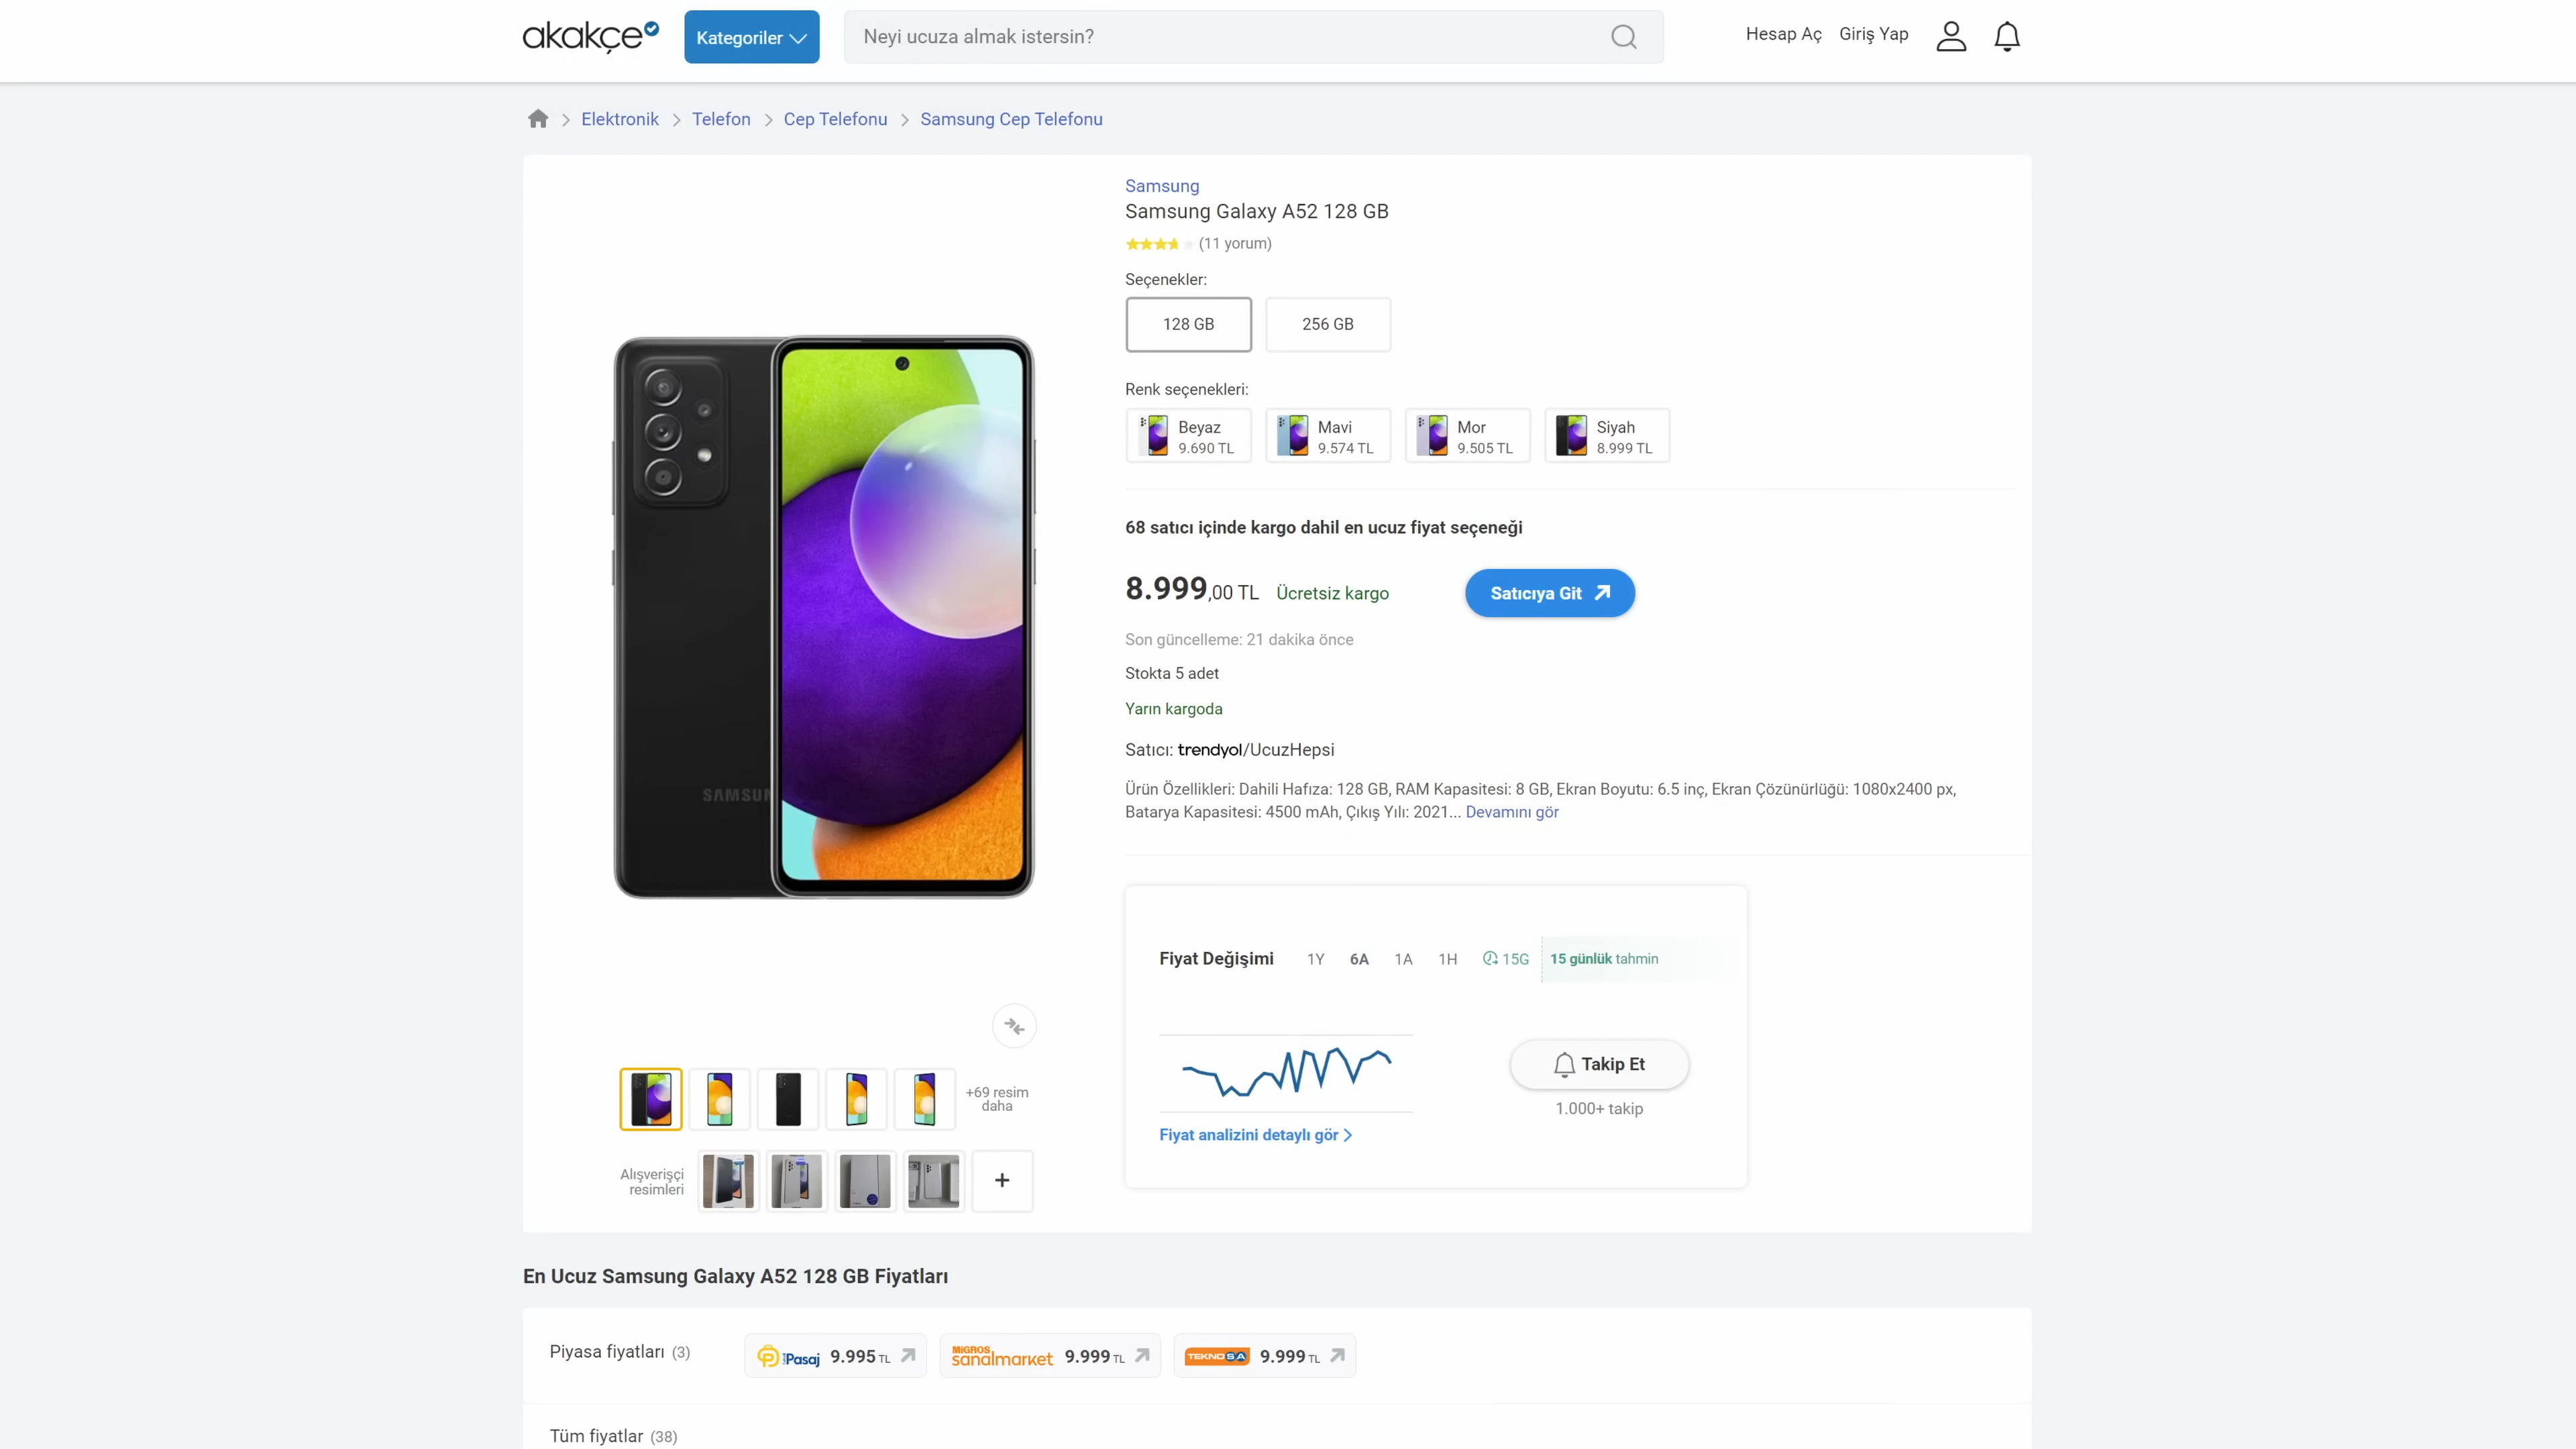 akakçe
Kategoriler
Neyi ucuza almak istersin?
Hesap Aç
Giriş Yap
Elektronik
Telefon
Cep Telefonu
Samsung Cep Telefonu
Samsung
Samsung Galaxy A52 128 GB
(11 yorum)
Seçenekler:
128 GB
256 GB
Renk seçenekleri:
Beyaz
9.690 TL
Mavi
9.574 TL
Mor
9.505 TL
Siyah
8.999 TL
68 satıcı içinde kargo dahil en ucuz fiyat seçeneği
8.999,00 TL Ücretsiz kargo
Satıcıya Git
Son güncelleme: 21 dakika önce
Stokta 5 adet
Yarın kargoda
Satıcı: trendyol/UcuzHepsi
Ürün Özellikleri: Dahili Hafıza: 128 GB, RAM Kapasitesi: 8 GB, Ekran Boyutu: 6.5 inç, Ekran Çözünürlüğü: 1080x2400 px,
Batarya Kapasitesi: 4500 mAh, Çıkış Yılı: 2021... Devamını gör
SAMSUN
Fiyat Değişimi
1Y
6A
1A
1H
15G
15 günlük tahmin
Takip Et
1.000+ takip
Fiyat analizini detaylı gör
+69 resim
daha
Alışverişçi
resimleri
+
En Ucuz Samsung Galaxy A52 128 GB Fiyatları
Piyasa fiyatları (3)
Pasaj 9.995 TL
MİGROS
sanalmarket 9.999 TL
TEKNOSA 9.999 TL
Tüm fiyatlar (38)